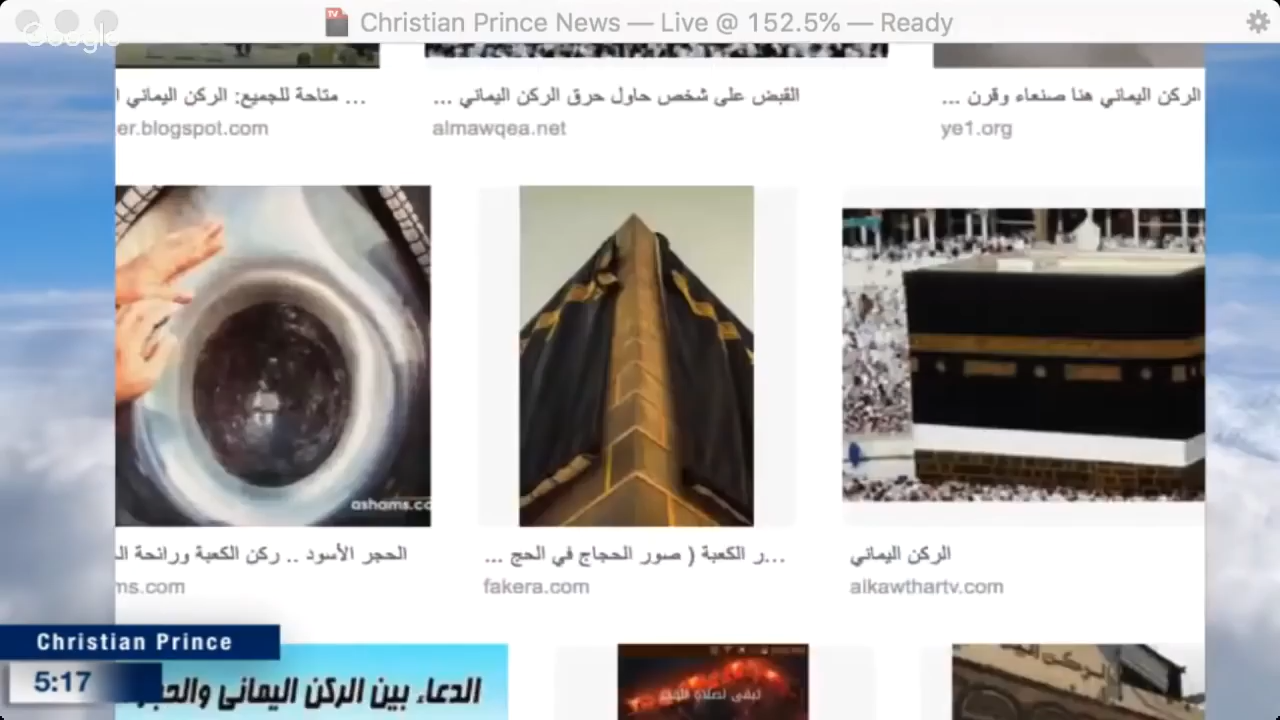 Christian Prince News — Live @ 152.5% — Ready
Google
... متاحة للجميع: الركن اليماني
القبض على شخص حاول حرق الركن اليماني ...
الركن اليماني هنا صنعاء وقرن ...
er.blogspot.com
almawqea.net
ye1.org
ashams.co
الحجر الأسود .. ركن الكعبة ورائحة
...ر الكعبة ( صور الحجاج في الحج ...
الركن اليماني
ms.com
fakera.com
alkawthartv.com
Christian Prince
5:17
الدعاء بين الركن اليماني والحجر